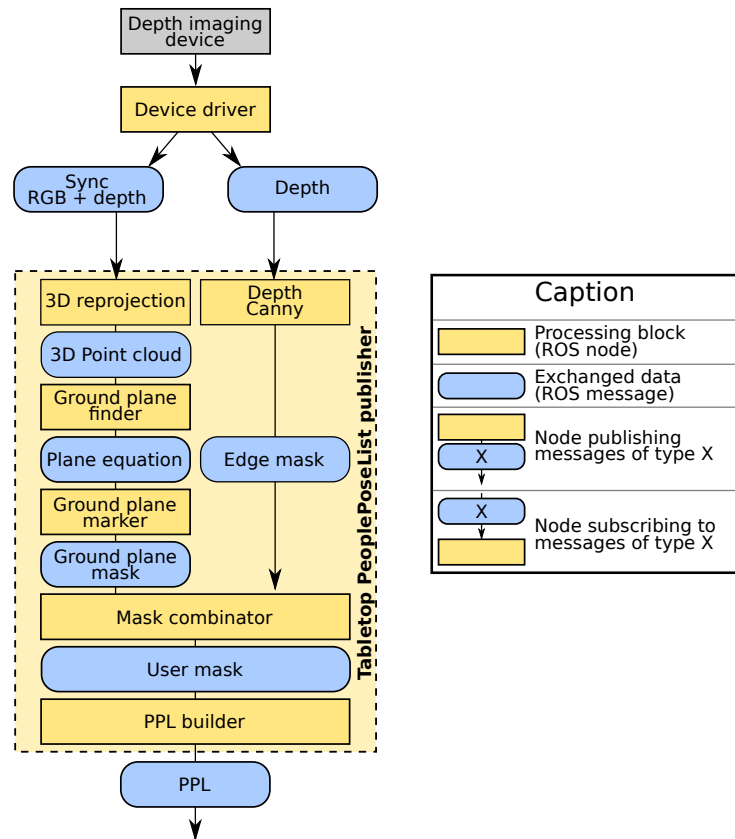 Depth imaging
device
Device driver
Sync
RGB + depth
Depth
3D reprojection
Depth
Canny
3D Point cloud
Ground plane
finder
Plane equation
Edge mask
Ground plane
marker
Ground plane
mask
Mask combinator
User mask
PPL builder
Tabletop PeoplePoseList publisher
PPL
Caption
Processing block
(ROS node)
Exchanged data
(ROS message)
X
Node publishing
messages of type X
X
Node subscribing to
messages of type X